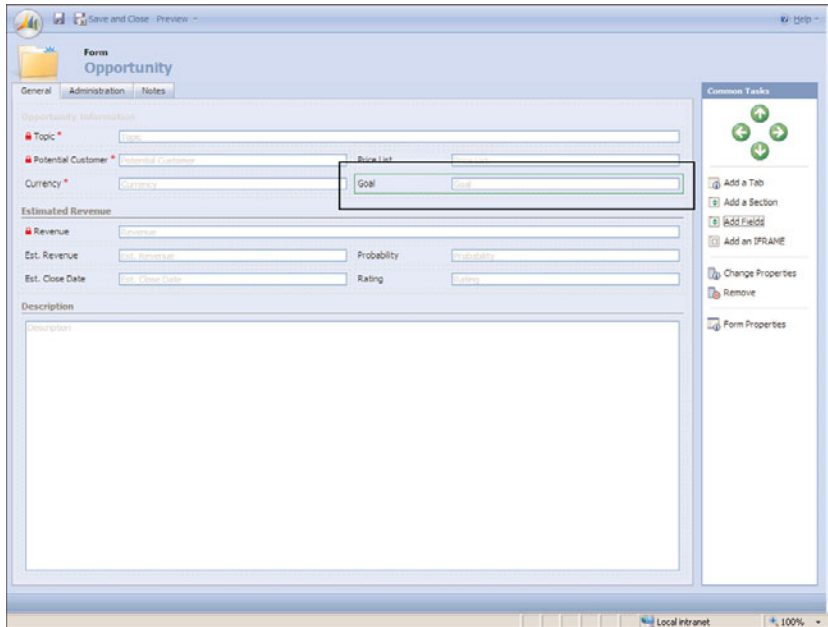 Save and Close Preview
Help
Form
Opportunity
General Administration Notes
Opportunity Information
Topic * Topic
Potential Customer * Potential Customer Price List Price List
Currency * Currency Goal Goal
Estimated Revenue
Revenue Revenue
Est. Revenue Est. Revenue Probability Probability
Est. Close Date Est. Close Date Rating Rating
Description
Description
Common Tasks
Add a Tab
Add a Section
Add Fields
Add an IFRAME
Change Properties
Remove
Form Properties
Local intranet 100%